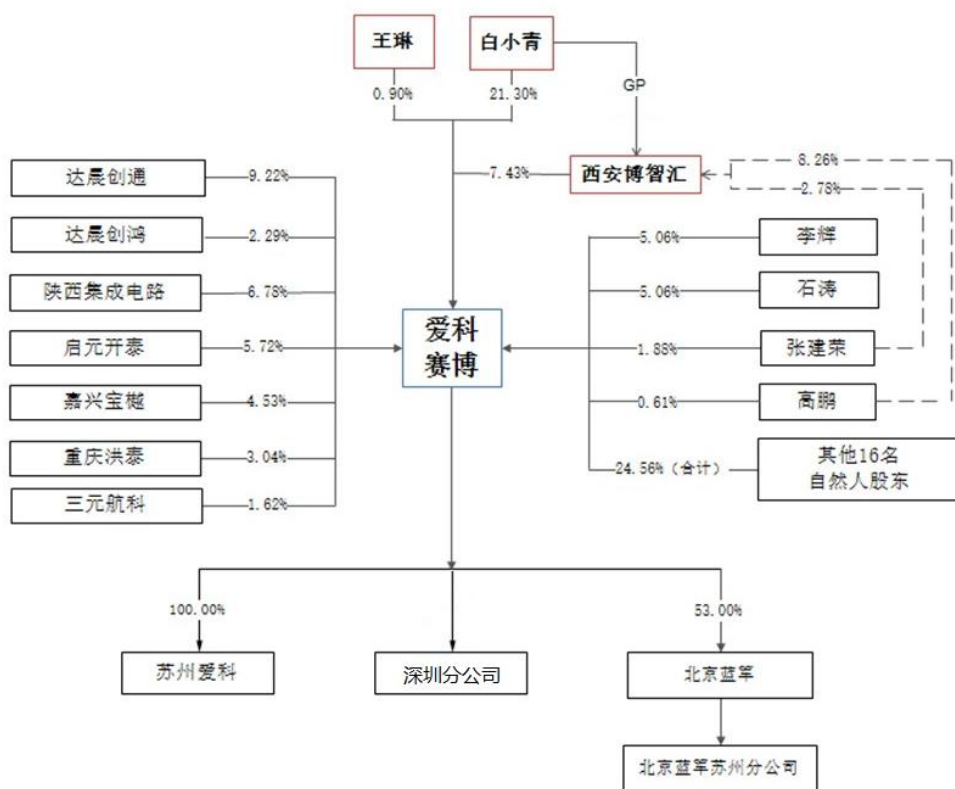 王琳
白小青
0.90%
21.30%
GP
7.43%
西安博智汇
8.26%
2.78%
达晨创通
9.22%
达晨创鸿
2.29%
陕西集成电路
6.78%
启元开泰
5.72%
嘉兴宝樾
4.53%
重庆洪泰
3.04%
三元航科
1.62%
爱科
赛博
5.06%
李辉
5.06%
石涛
1.88%
张建荣
0.61%
高鹏
24.56%（合计）
其他16名
自然人股东
100.00%
53.00%
苏州爱科
深圳分公司
北京蓝军
北京蓝军苏州分公司